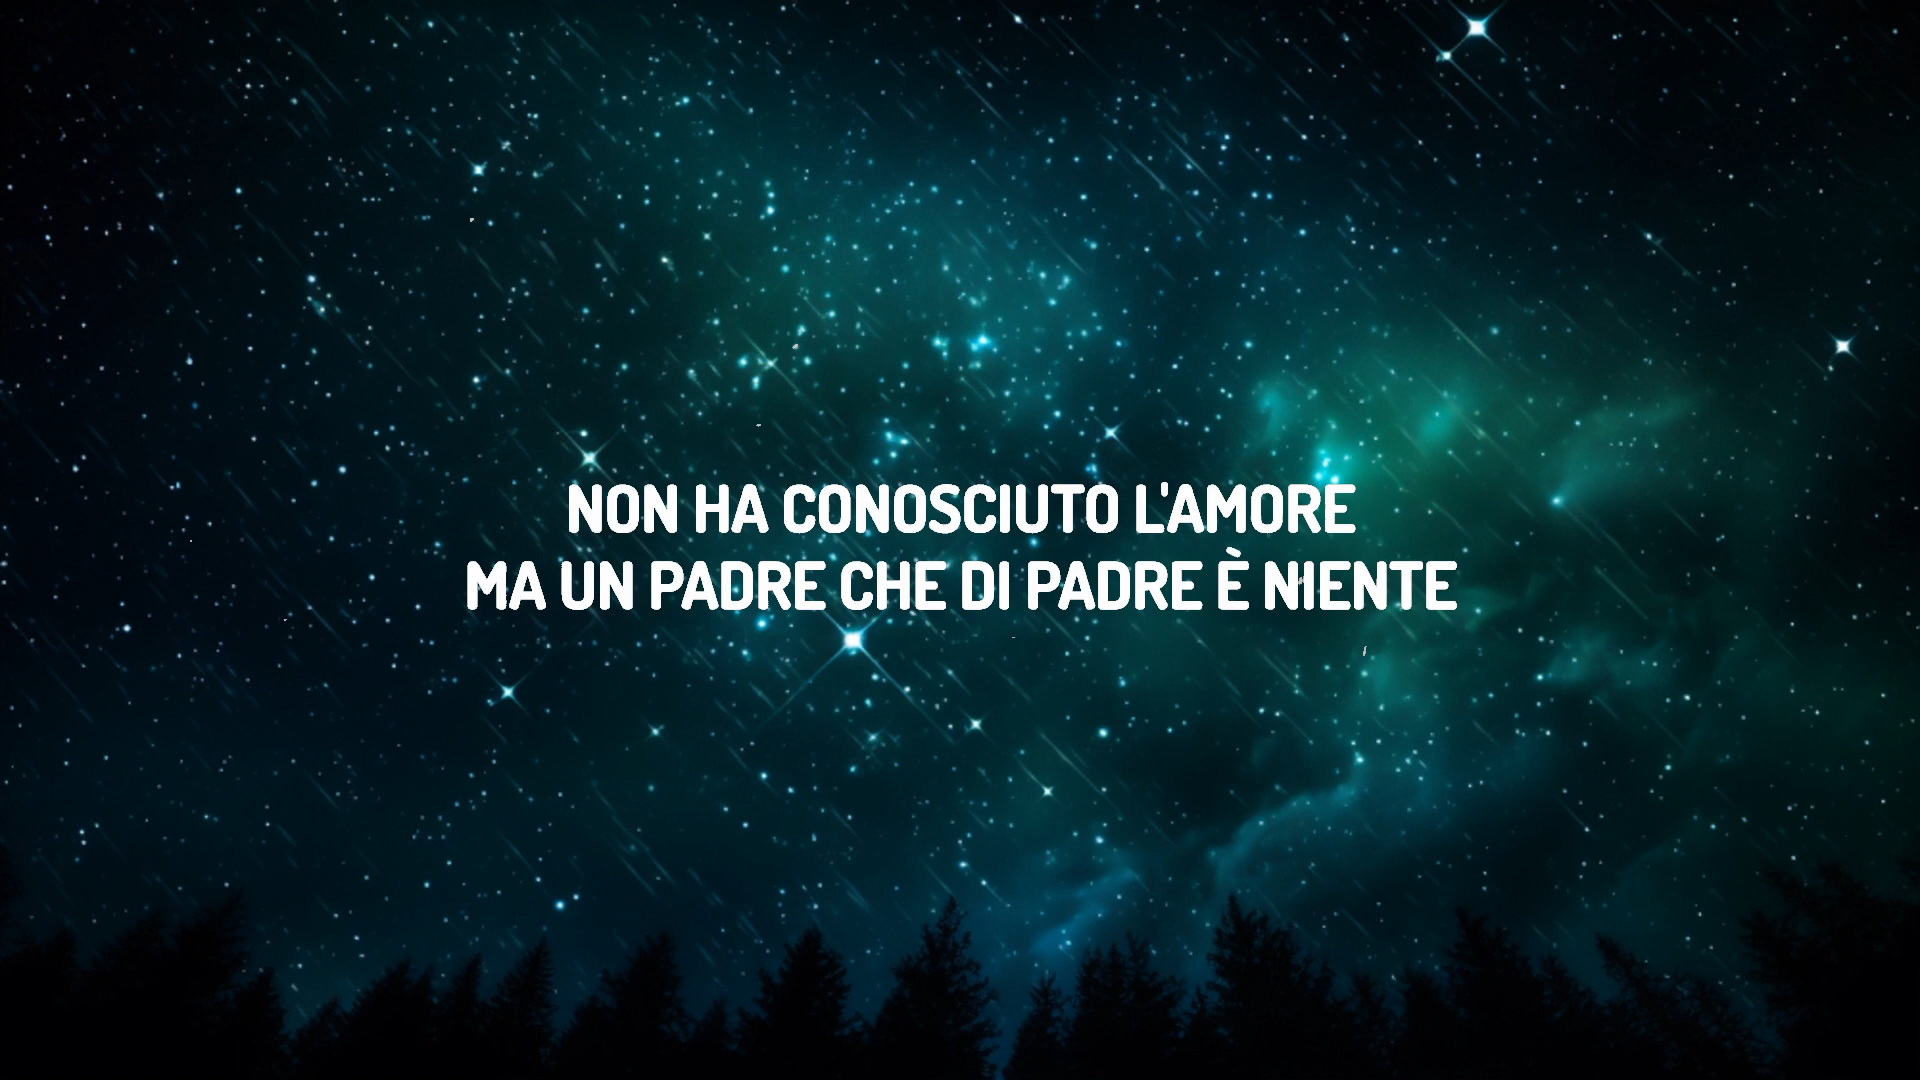 NON HA CONOSCIUTO L'AMORE
MA UN PADRE CHE DI PADRE È NIENTE